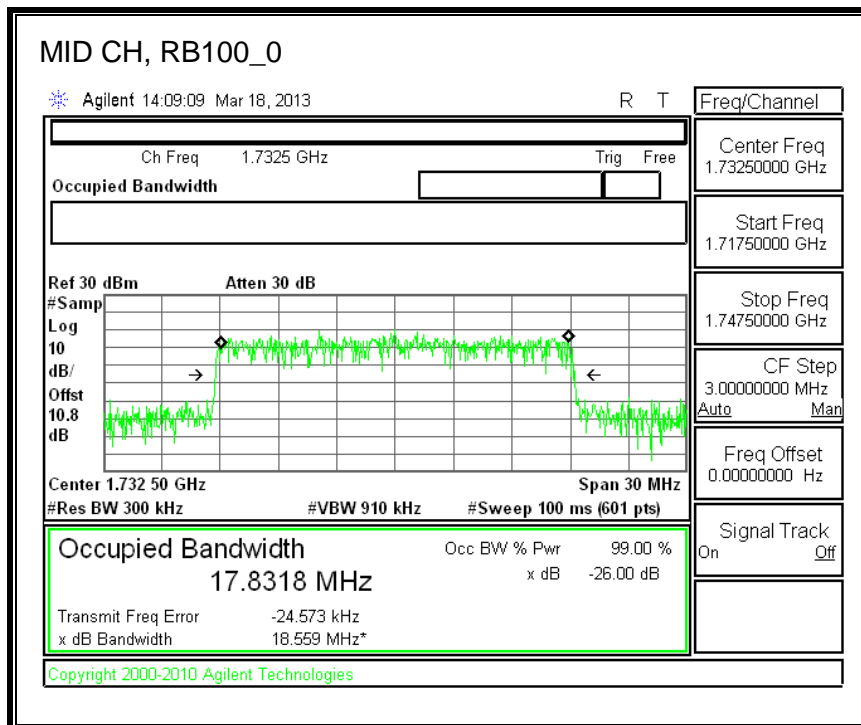 MID CH, RB100_0
Agilent 14:09:09 Mar 18, 2013 R T
Ch Freq 1.7325 GHz Trig Free
Occupied Bandwidth
Ref 30 dBm Atten 30 dB
#Samp
Log
10
dB/
Offst
10.8
dB
Center 1.732 50 GHz Span 30 MHz
#Res BW 300 kHz #VBW 910 kHz #Sweep 100 ms (601 pts)
Occupied Bandwidth Occ BW % Pwr 99.00 %
17.8318 MHz x dB -26.00 dB
Transmit Freq Error -24.573 kHz
x dB Bandwidth 18.559 MHz*
Copyright 2000-2010 Agilent Technologies
Freq/Channel
Center Freq
1.73250000 GHz
Start Freq
1.71750000 GHz
Stop Freq
1.74750000 GHz
CF Step
3.00000000 MHz
Auto Man
Freq Offset
0.00000000 Hz
Signal Track
On Off